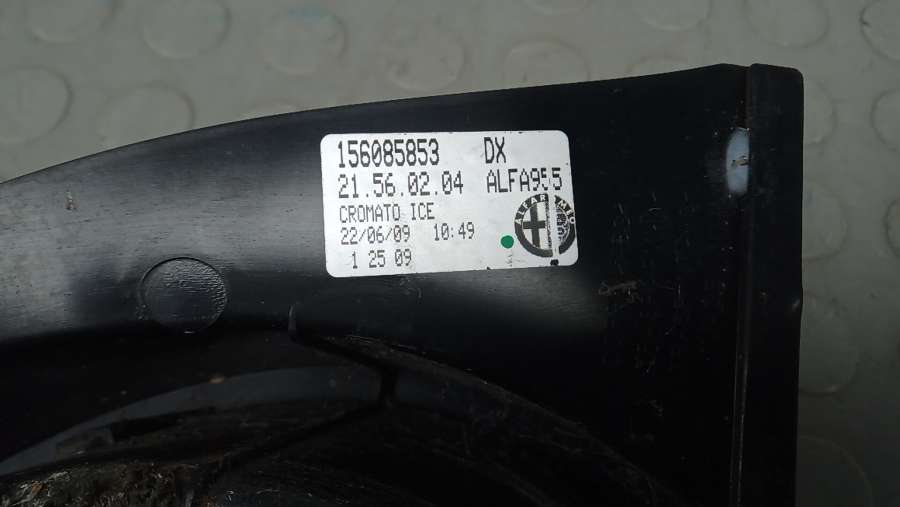 156085853 DX
21.56.02.04 ALFA955
CROMATO ICE
22/06/09 10:49
1 25 09